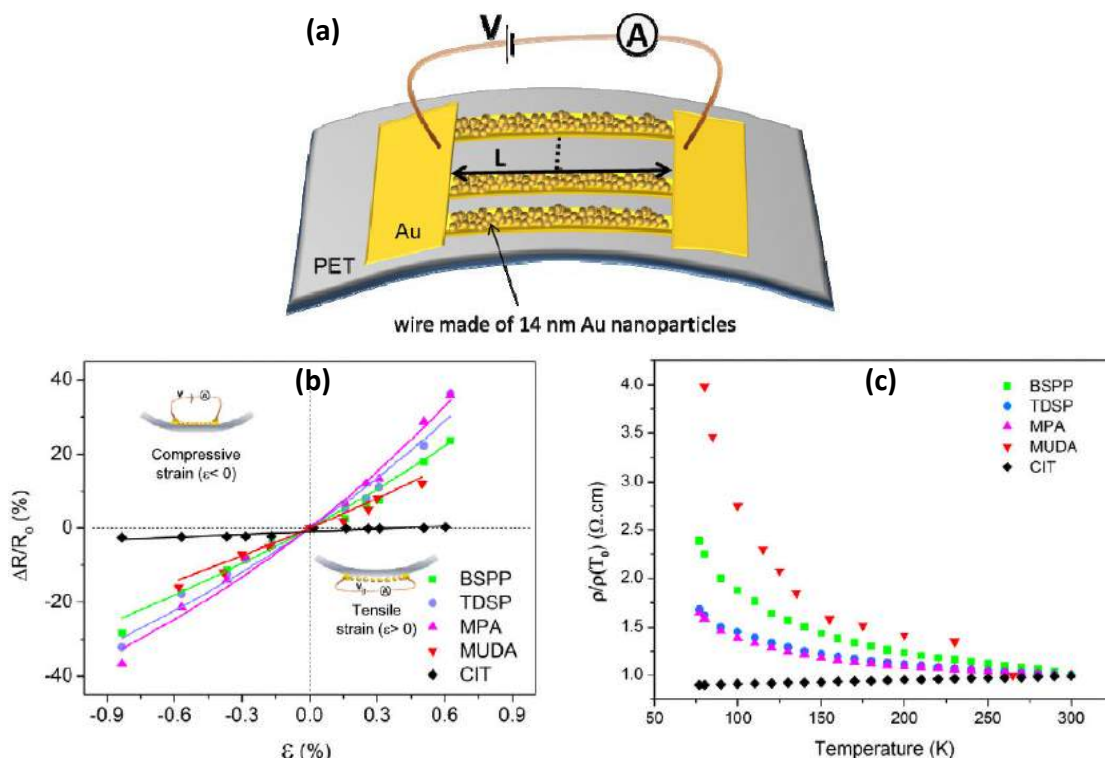 (a)
V
A
L
Au
PET
wire made of 14 nm Au nanoparticles
(b)
ΔR/R₀ (%)
40
20
0
-20
-40
V
A
Compressive
strain (ε< 0)
A
Tensile
strain (ε> 0)
BSPP
TDSP
MPA
MUDA
CIT
-0.9 -0.6 -0.3 0.0 0.3 0.6 0.9
ε (%)
(c)
ρ/ρ(T₀) (Ω.cm)
4.0
3.5
3.0
2.5
2.0
1.5
1.0
BSPP
TDSP
MPA
MUDA
CIT
50 100 150 200 250 300
Temperature (K)